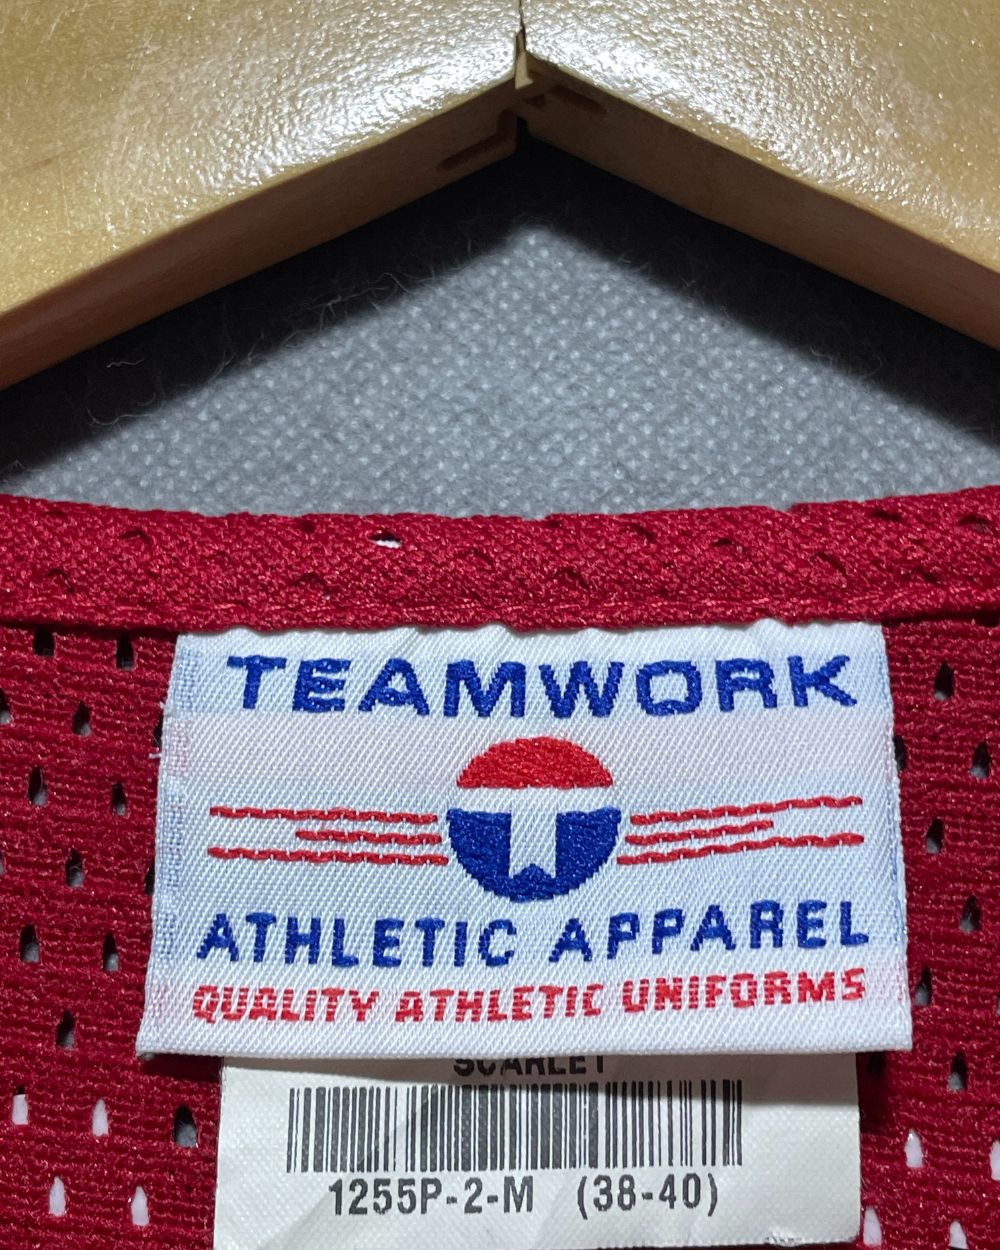 TEAMWORK
ATHLETIC APPAREL
QUALITY ATHLETIC UNIFORMS
SCARLET
1255P-2-M (38-40)